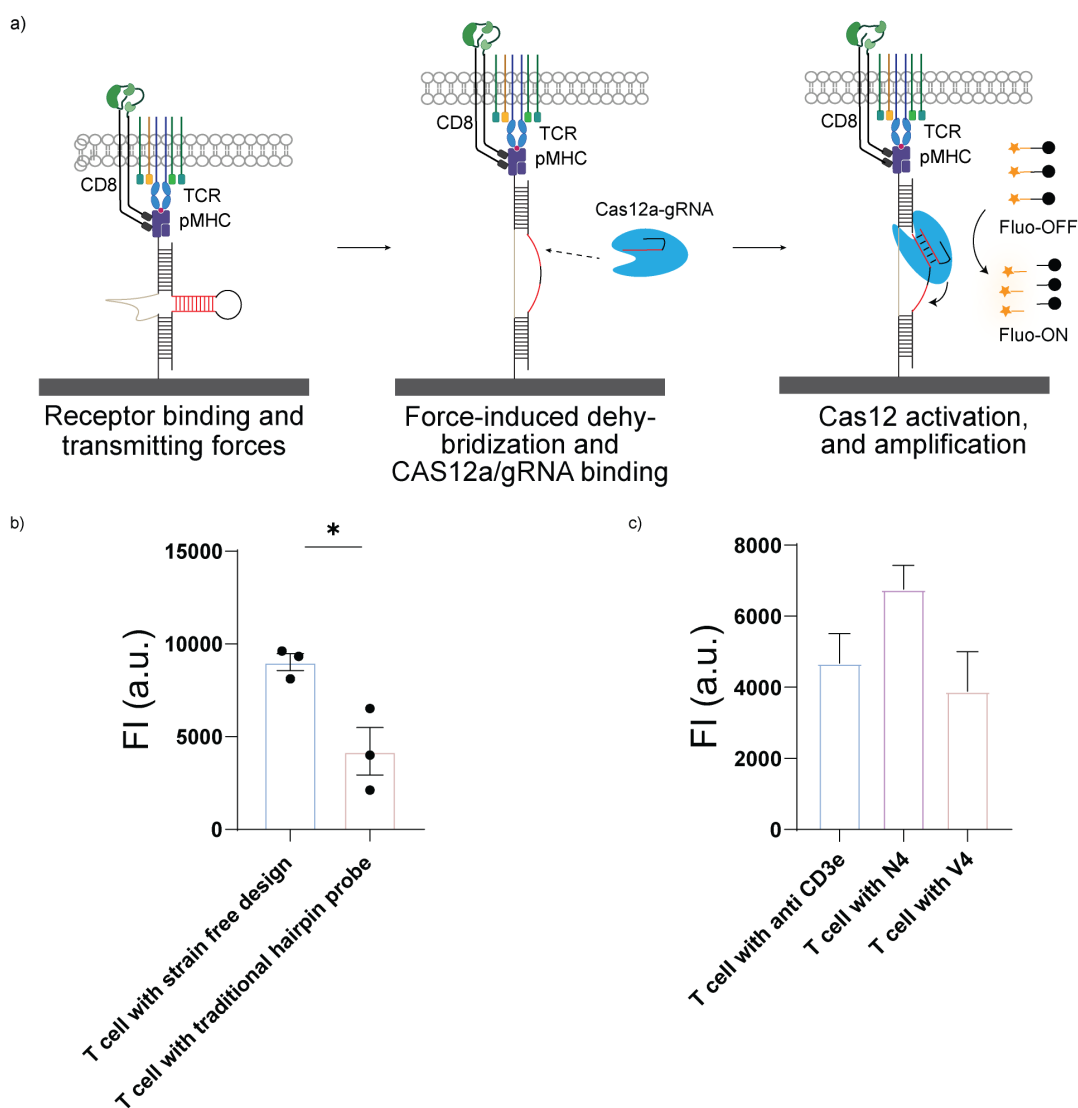 a)
CD8
TCR
pMHC
Receptor binding and
transmitting forces
CD8
TCR
pMHC
Cas12a-gRNA
Force-induced dehy-
bridization and
CAS12a/gRNA binding
CD8
TCR
pMHC
Fluo-OFF
Fluo-ON
Cas12 activation,
and amplification
b)
*
FI (a.u.)
15000
10000
5000
0
T cell with strain free design
T cell with traditional hairpin probe
c)
FI (a.u.)
8000
6000
4000
2000
0
T cell with anti CD3e
T cell with N4
T cell with V4